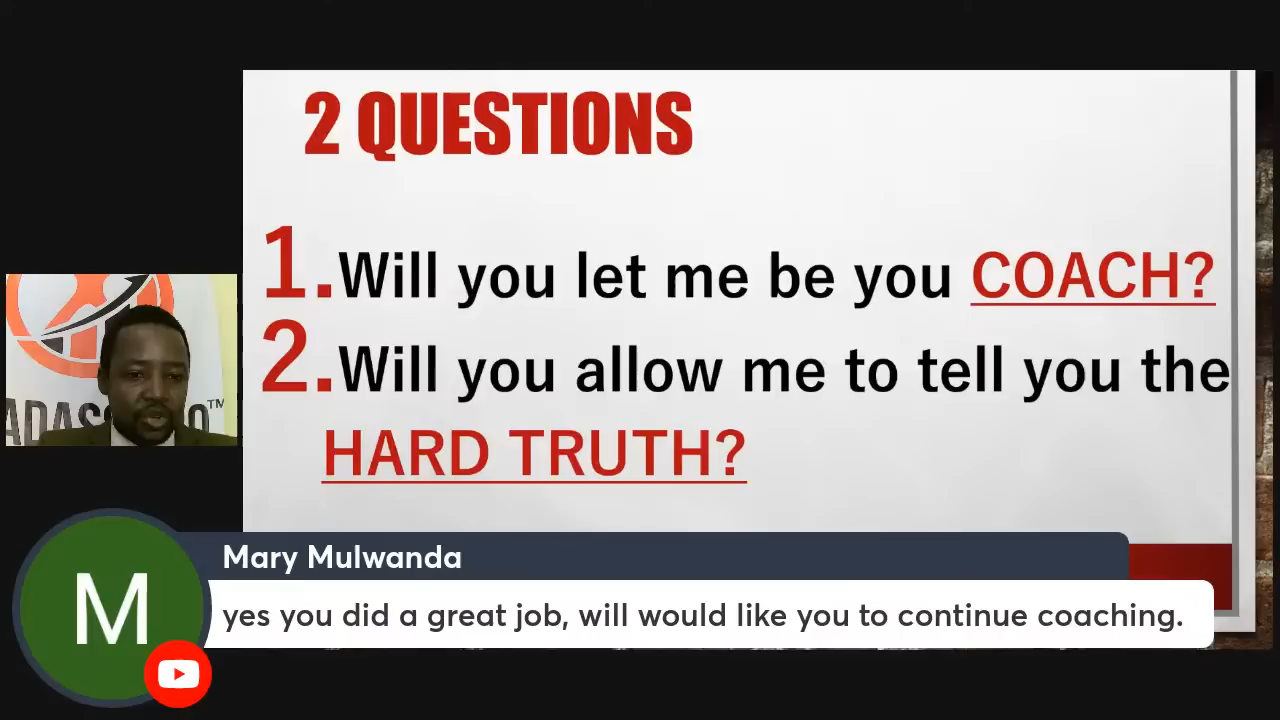 2 QUESTIONS
1.Will you let me be you COACH?
2.Will you allow me to tell you the
HARD TRUTH?
TM
Mary Mulwanda
M
yes you did a great job, will would like you to continue coaching.